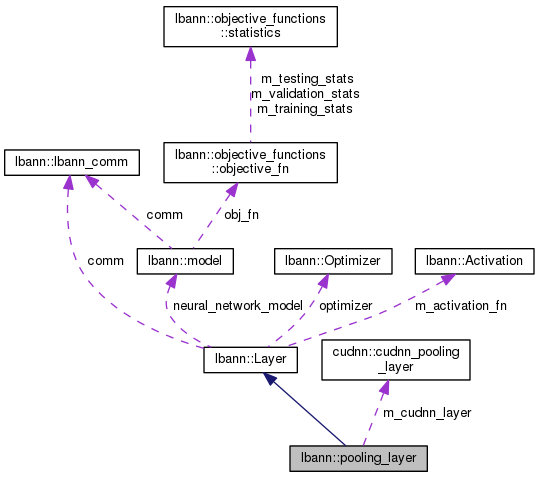 lbann::objective_functions
::statistics
m_testing_stats
m_validation_stats
m_training_stats
lbann::lbann_comm
lbann::objective_functions
::objective_fn
comm
obj_fn
comm
lbann::model
lbann::Optimizer
lbann::Activation
neural_network_model
optimizer
m_activation_fn
lbann::Layer
cudnn::cudnn_pooling
_layer
m_cudnn_layer
lbann::pooling_layer